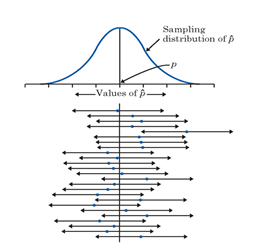 Sampling
distribution of p̂
p
Values of p̂